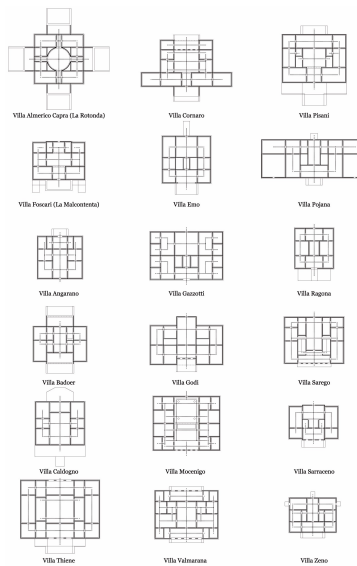 Villa Almerico Capra (La Rotonda)
Villa Cornaro
Villa Pisani
Villa Foscari (La Malcontenta)
Villa Emo
Villa Pojana
Villa Angarano
Villa Gazzotti
Villa Ragona
Villa Badoer
Villa Godi
Villa Sarego
Villa Caldogno
Villa Mocenigo
Villa Sarraceno
Villa Thiene
Villa Valmarana
Villa Zeno